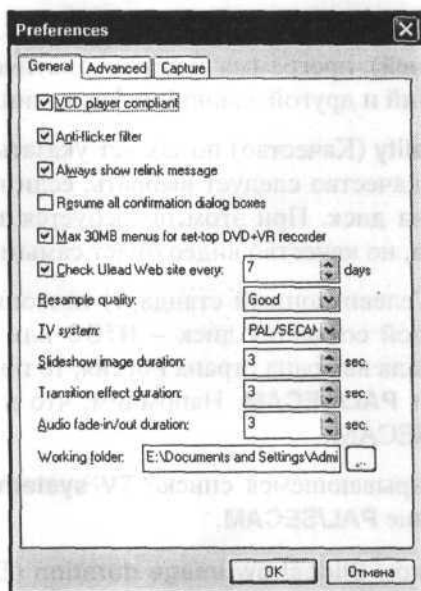 Preferences
General Advanced Capture
VCD player compliant
Anti-flicker filter
Always show relink message
Resume all confirmation dialog boxes
Max 30MB menus for set-top DVD+VR recorder
Check Ulead Web site every: 7 days
Resample quality: Good
TV system: PAL/SECAM
Slideshow image duration: 3 sec.
Transition effect duration: 3 sec.
Audio fade-in/out duration: 3 sec.
Working folder: E:\Documents and Settings\Admi ...
OK Отмена